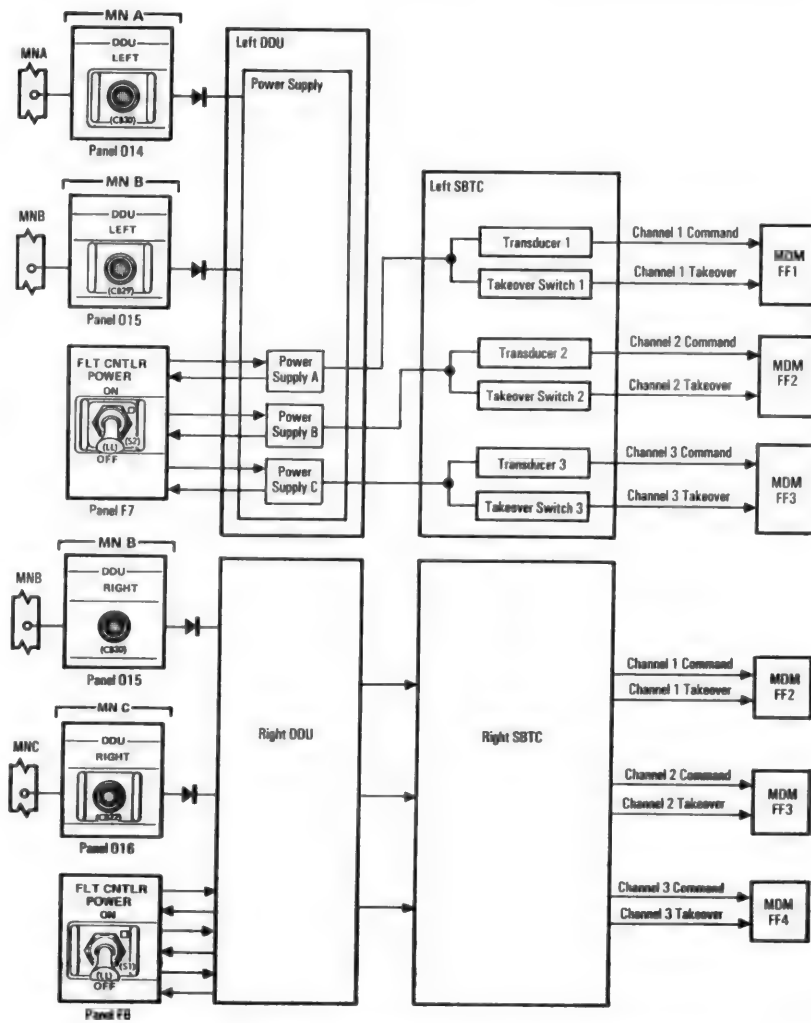 MN A
MNA
DDU
LEFT
(CB30)
Panel O14
MN B
MNB
DDU
LEFT
(CB29)
Panel O15
FLT CNTLR
POWER
ON
(S2)
(LL)
OFF
Panel F7
Left DDU
Power Supply
Power
Supply A
Power
Supply B
Power
Supply C
Left SBTC
Transducer 1
Takeover Switch 1
Transducer 2
Takeover Switch 2
Transducer 3
Takeover Switch 3
Channel 1 Command
Channel 1 Takeover
Channel 2 Command
Channel 2 Takeover
Channel 3 Command
Channel 3 Takeover
MDM
FF1
MDM
FF2
MDM
FF3
MN B
MNB
DDU
RIGHT
(CB30)
Panel O15
MN C
MNC
DDU
RIGHT
Panel O16
FLT CNTLR
POWER
ON
(S1)
(LL)
OFF
Right DDU
Right SBTC
Channel 1 Command
Channel 1 Takeover
Channel 2 Command
Channel 2 Takeover
Channel 3 Command
Channel 3 Takeover
MDM
FF2
MDM
FF3
MDM
FF4